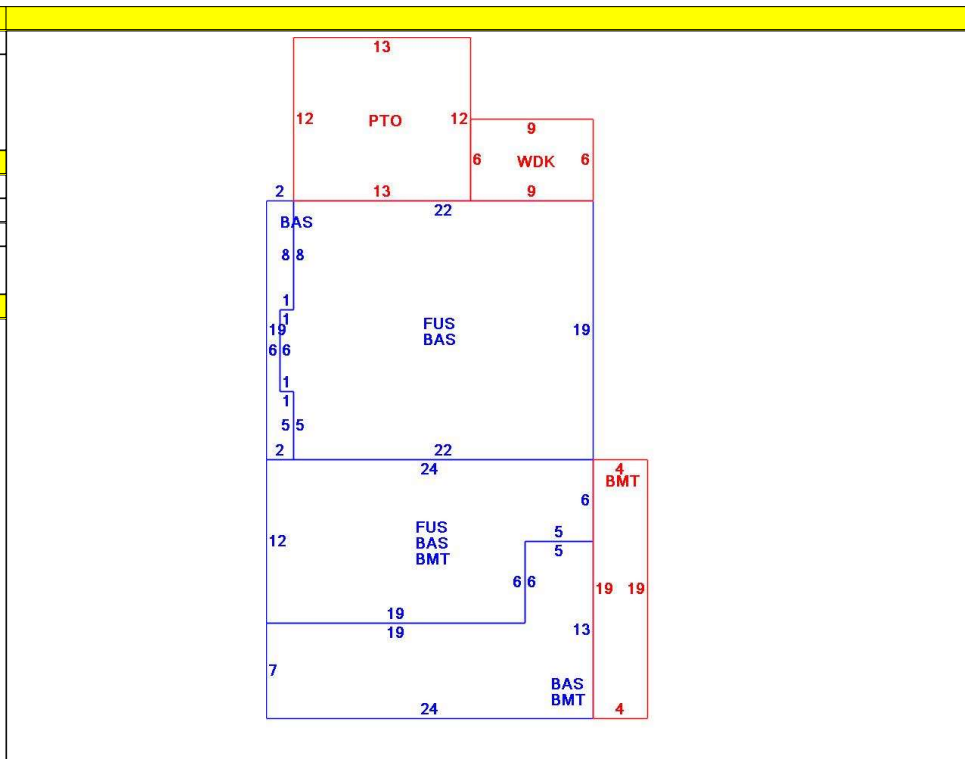 13
12 PTO 12
9
6 WDK 6
2 13 9
22
BAS
8 8
1
1
FUS
19 BAS 19
6 6
1
1
5 5
2 22
24 4
BMT
6
FUS 5
12 BAS 5
BMT
6 6 19 19
19
19 13
7
BAS
BMT
24 4